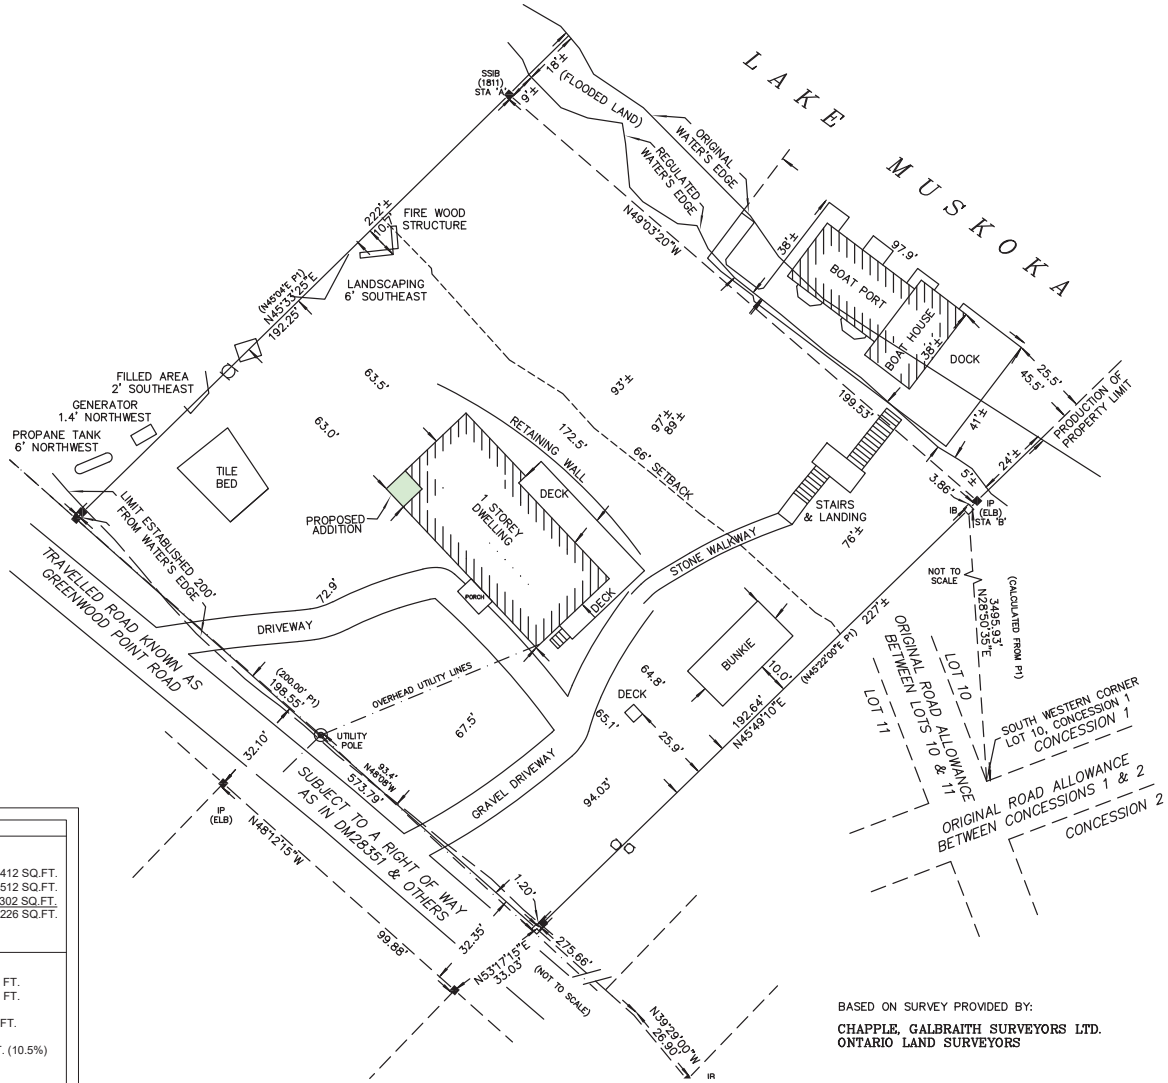 LAKE MUSKOKA
SSIB
(1811)
STA 'A'
18'±
9'±
(FLOODED LAND)
ORIGINAL
WATER'S EDGE
REGULATED
WATER'S EDGE
N49°03'20"W
222'±
10.7'
FIRE WOOD
STRUCTURE
LANDSCAPING
6' SOUTHEAST
(N45°04'E P1)
N45°33'25"E
192.25'
38'±
97.9'
BOAT PORT
BOAT HOUSE
38'±
DOCK
25.5'
45.5'
41'±
PRODUCTION OF
PROPERTY LIMIT
199.53'
24'±
5'±
3.86'
IB
IP
(ELB)
STA 'B'
FILLED AREA
2' SOUTHEAST
GENERATOR
1.4' NORTHWEST
PROPANE TANK
6' NORTHWEST
TILE
BED
63.5'
63.0'
93'±
97'±
89'±
172.5'
RETAINING WALL
66' SETBACK
DECK
1 STOREY
DWELLING
PROPOSED
ADDITION
LIMIT ESTABLISHED 200'
FROM WATER'S EDGE
STAIRS
& LANDING
76'±
STONE WALKWAY
NOT TO
SCALE
(CALCULATED FROM P1)
3495.93'
N28°50'35"E
TRAVELLED ROAD KNOWN AS
GREENWOOD POINT ROAD
72.9'
DRIVEWAY
PORCH
DECK
BUNKIE
10.0'
227'±
(N45°22'00"E P1)
192.64'
N45°49'10"E
ORIGINAL ROAD ALLOWANCE
BETWEEN LOTS 10 & 11
LOT 10
LOT 11
SOUTH WESTERN CORNER
LOT 10, CONCESSION 1
CONCESSION 1
ORIGINAL ROAD ALLOWANCE
BETWEEN CONCESSIONS 1 & 2
CONCESSION 2
64.8'
DECK
65.1'
25.9'
(200.00' P1)
198.55'
OVERHEAD UTILITY LINES
67.5'
UTILITY
POLE
32.10'
93.4'
N48°08'W
573.79'
GRAVEL DRIVEWAY
94.03'
IP
(ELB)
N48°12'15"W
SUBJECT TO A RIGHT OF WAY
AS IN DM28351 & OTHERS
1.20'
32.35'
99.88'
N53°17'15"E
33.03'
275.66'
(NOT TO SCALE)
N39°29'00"W
26.90'
IB
412 SQ.FT.
512 SQ.FT.
302 SQ.FT.
226 SQ.FT.
FT.
FT.
FT.
T. (10.5%)
BASED ON SURVEY PROVIDED BY:
CHAPPLE, GALBRAITH SURVEYORS LTD.
ONTARIO LAND SURVEYORS